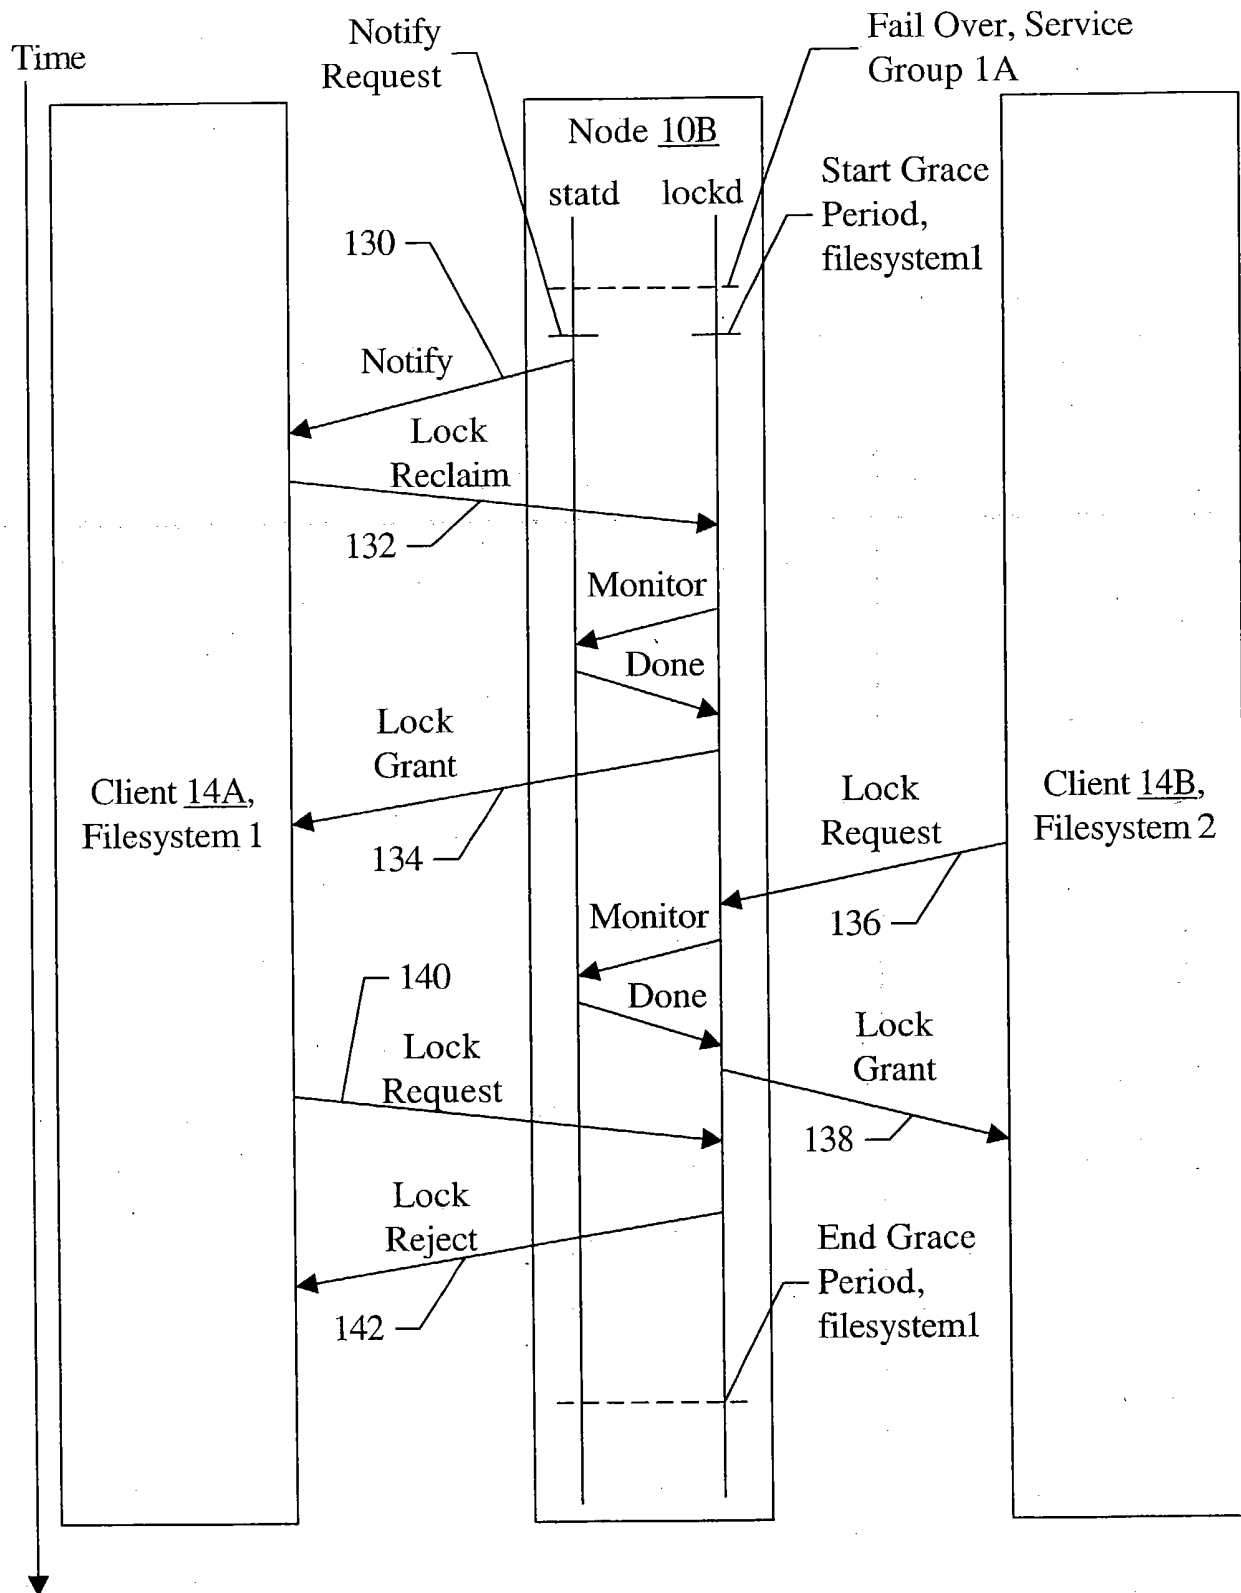 Time
Notify
Request
Fail Over, Service
Group 1A
Node 10B
statd
lockd
Start Grace
Period,
filesystem1
130
Notify
Lock
Reclaim
132
Monitor
Done
Lock
Grant
134
Client 14A,
Filesystem 1
Lock
Request
Client 14B,
Filesystem 2
136
Monitor
Done
140
Lock
Request
Lock
Grant
138
Lock
Reject
142
End Grace
Period,
filesystem1